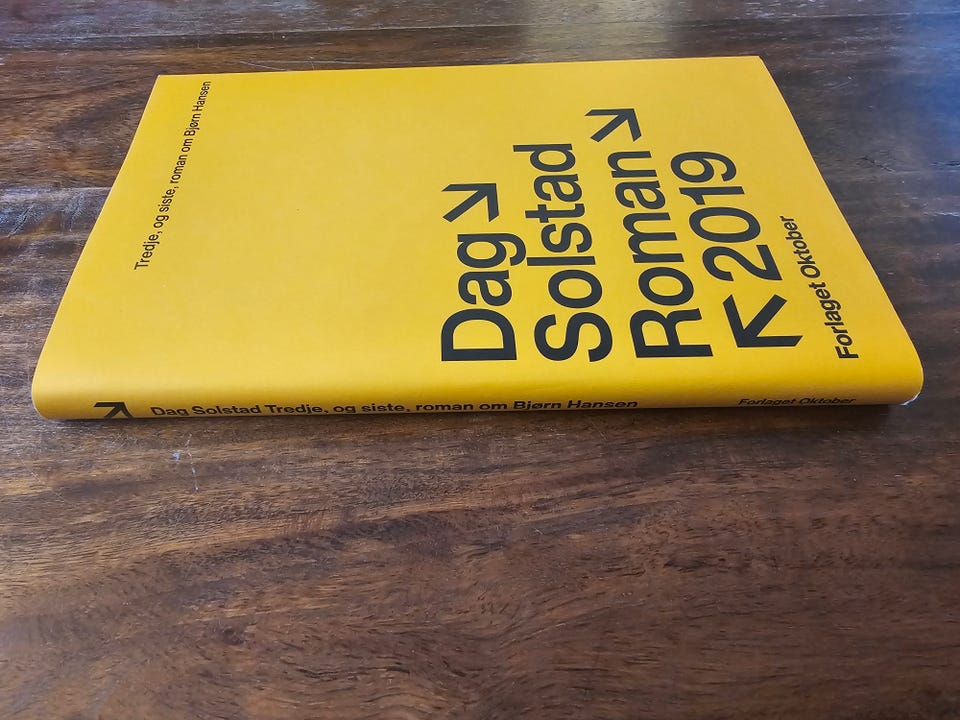 Tredje, og siste, roman om Bjørn Hansen
Dag
Solstad
Roman
2019
Forlaget Oktober
Dag Solstad Tredje, og siste, roman om Bjørn Hansen
Forlaget Oktober